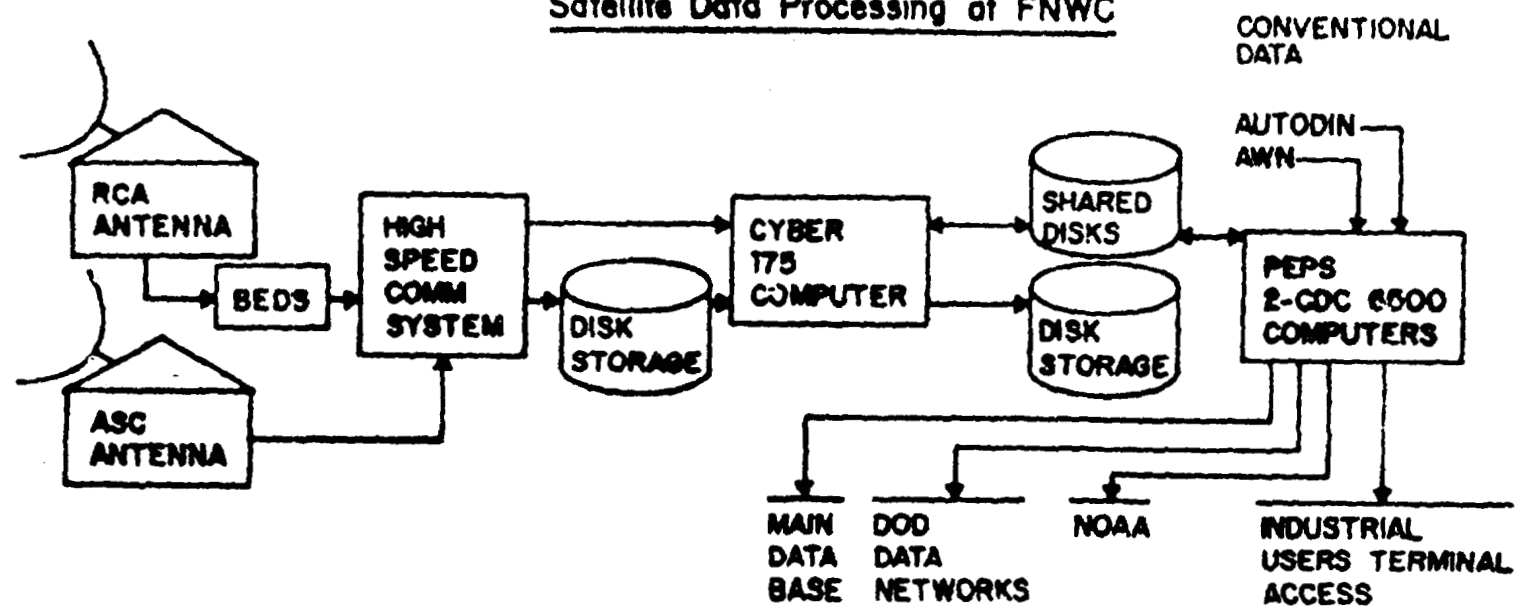 Satellite Data Processing at FNWC
CONVENTIONAL
DATA
AUTODIN
AWN
RCA
ANTENNA
BEDS
HIGH
SPEED
COMM
SYSTEM
DISK
STORAGE
CYBER
175
COMPUTER
SHARED
DISKS
DISK
STORAGE
PEPS
2-CDC 6500
COMPUTERS
ASC
ANTENNA
MAIN
DATA
BASE
DOD
DATA
NETWORKS
NOAA
INDUSTRIAL
USERS TERMINAL
ACCESS